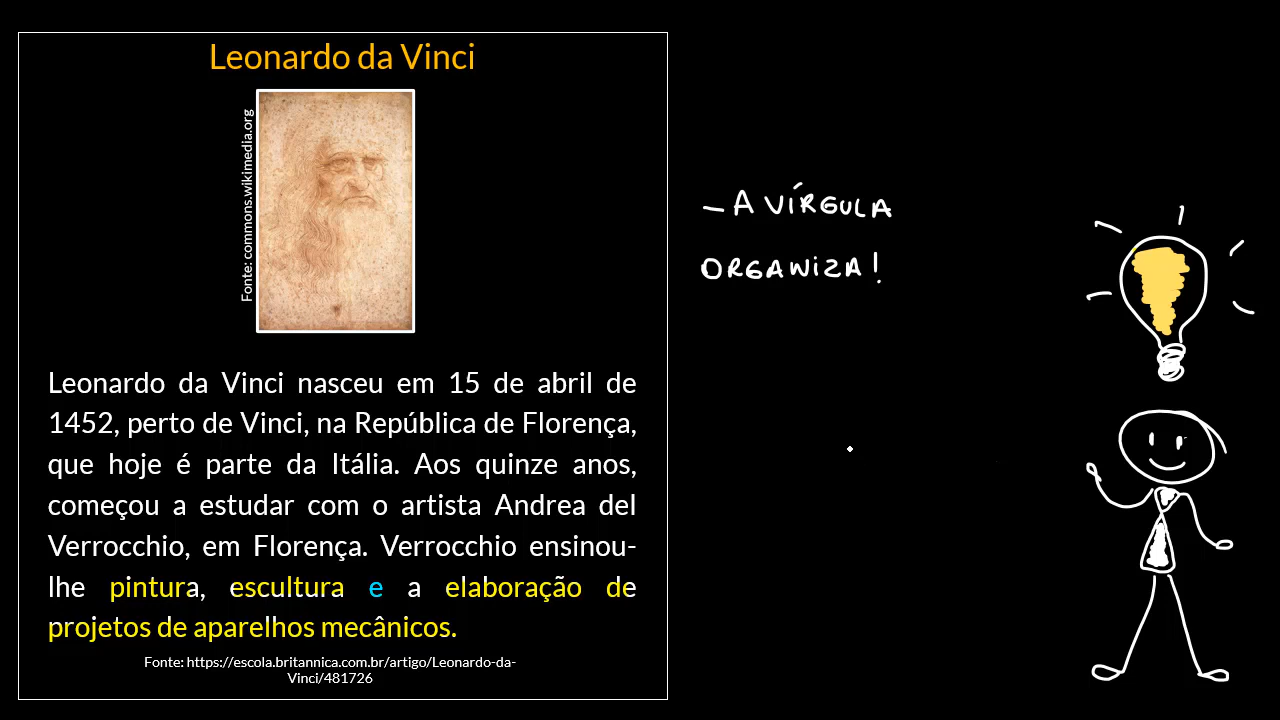 Leonardo da Vinci
Fonte: commons.wikimedia.org
Leonardo da Vinci nasceu em 15 de abril de
1452, perto de Vinci, na República de Florença,
que hoje é parte da Itália. Aos quinze anos,
começou a estudar com o artista Andrea del
Verrocchio, em Florença. Verrocchio ensinou-
lhe pintura, escultura e a elaboração de
projetos de aparelhos mecânicos.
Fonte: https://escola.britannica.com.br/artigo/Leonardo-da-
Vinci/481726
– A VÍRGULA
ORGANIZA!